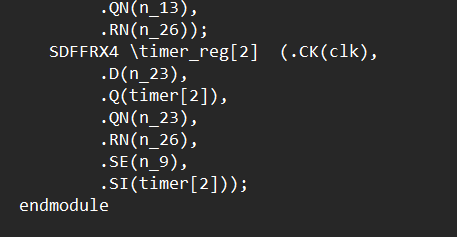 .QN(n_13),
.RN(n_26));
SDFFRX4 \timer_reg[2]  (.CK(clk),
.D(n_23),
.Q(timer[2]),
.QN(n_23),
.RN(n_26),
.SE(n_9),
.SI(timer[2]));
endmodule